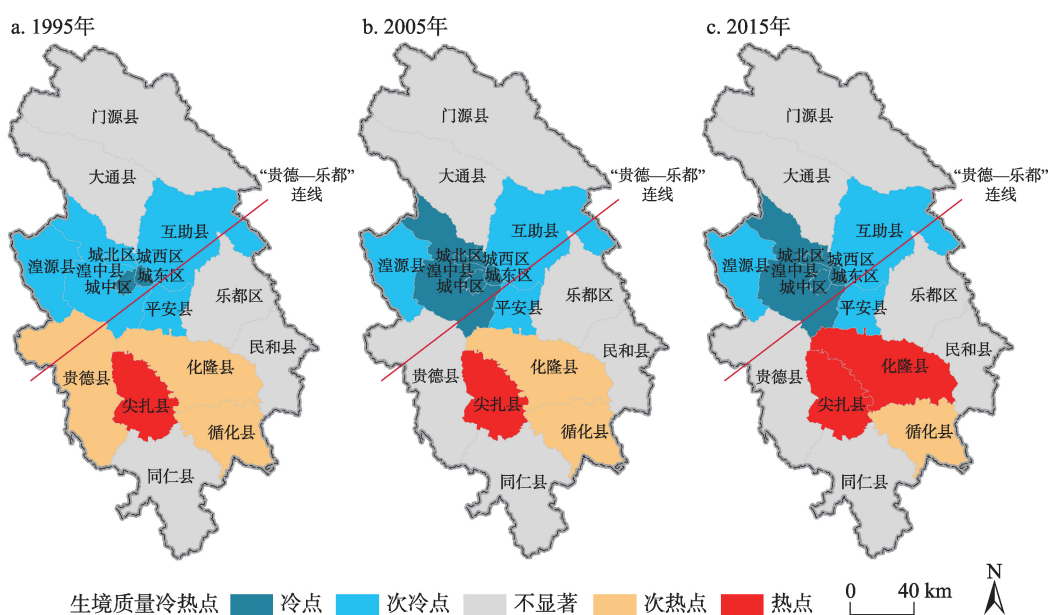 a. 1995年
门源县
大通县
“贵德—乐都”
连线
互助县
城北区
城西区
湟源县
湟中县
城东区
城中区
平安县
乐都区
民和县
贵德县
化隆县
尖扎县
循化县
同仁县
b. 2005年
门源县
大通县
“贵德—乐都”
连线
互助县
城北区
城西区
湟源县
湟中县
城东区
城中区
平安县
乐都区
民和县
贵德县
化隆县
尖扎县
循化县
同仁县
c. 2015年
门源县
大通县
“贵德—乐都”
连线
互助县
城北区
城西区
湟源县
湟中县
城东区
城中区
平安县
乐都区
民和县
贵德县
化隆县
尖扎县
循化县
同仁县
生境质量冷热点 冷点 次冷点 不显著 次热点 热点
0 40 km
N